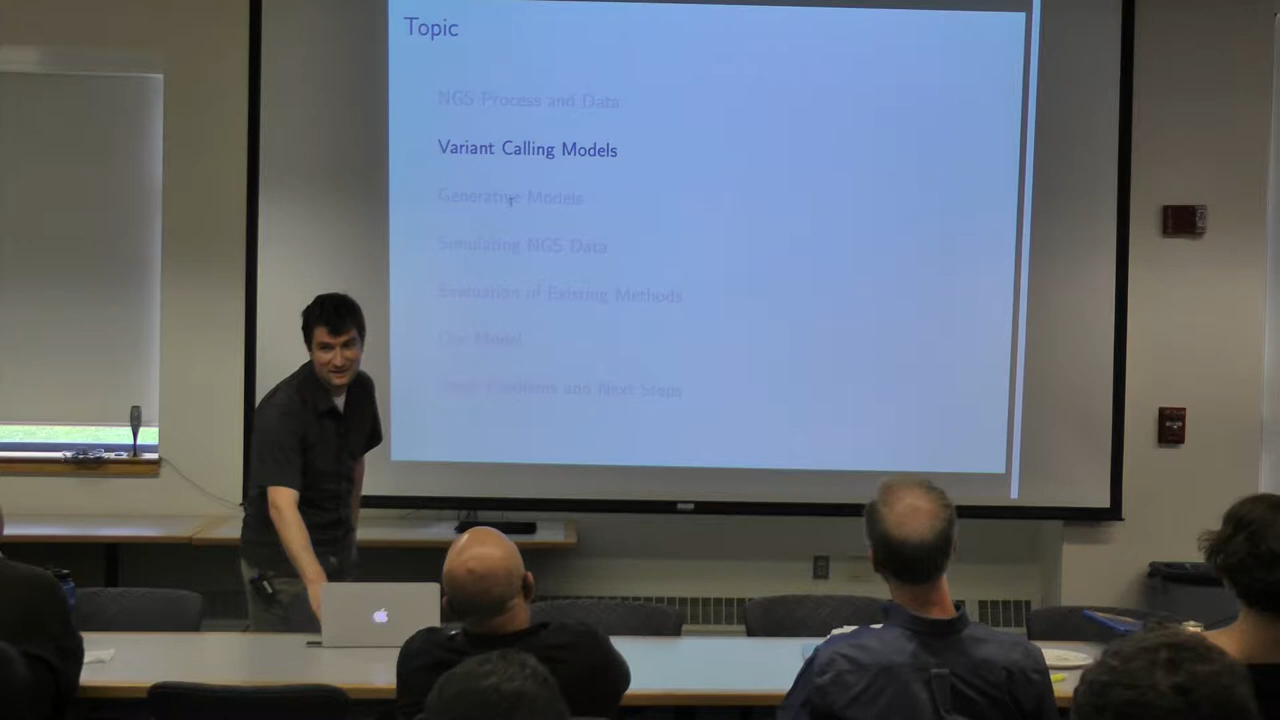 Topic
NGS Process and Data
Variant Calling Models
Generative Models
Simulating NGS Data
Evaluation of Existing Methods
Our Model
Problems and Next Steps